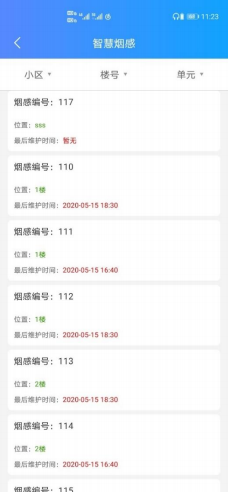 11:23
智慧烟感
小区 楼号 单元
烟感编号：117
位置：sss
最后维护时间：暂无
烟感编号：110
位置：1楼
最后维护时间：2020-05-15 18:30
烟感编号：111
位置：1楼
最后维护时间：2020-05-15 16:40
烟感编号：112
位置：1楼
最后维护时间：2020-05-15 18:30
烟感编号：113
位置：2楼
最后维护时间：2020-05-15 18:30
烟感编号：114
位置：2楼
最后维护时间：2020-05-15 16:40
烟感编号：115